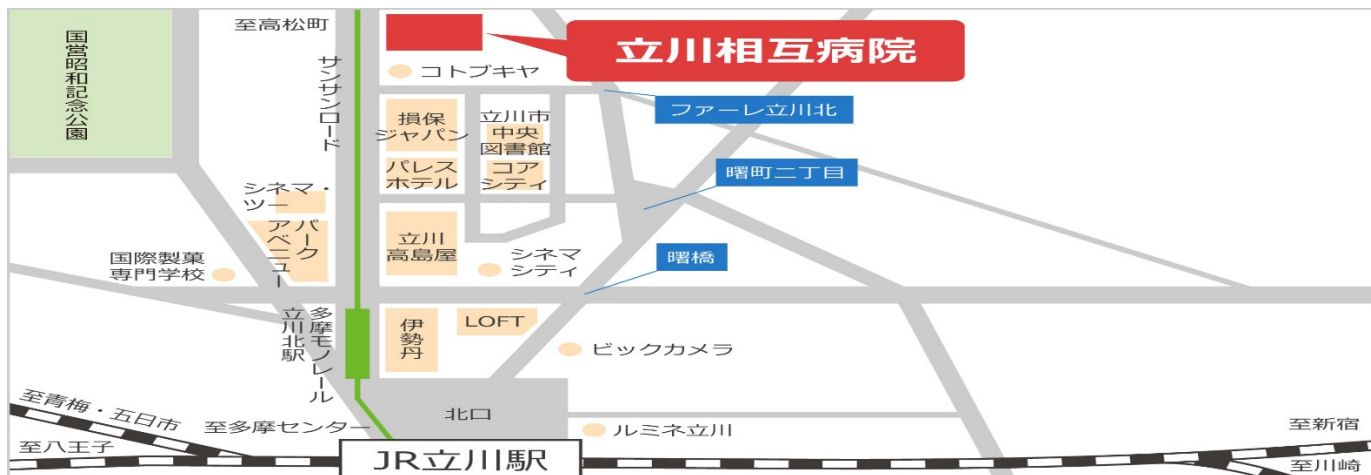 至高松町
立川相互病院
国営昭和記念公園
サンサンロード
コトブキヤ
ファーレ立川北
損保
ジャパン
立川市
中央
図書館
パレス
ホテル
コア
シティ
曙町二丁目
シネマ・
ツー
パーク
アベニュー
立川
高島屋
シネマ
シティ
曙橋
国際製菓
専門学校
多摩モノレール
立川北駅
伊勢丹
LOFT
ビックカメラ
北口
ルミネ立川
至青梅・五日市
至多摩センター
至八王子
JR立川駅
至新宿
至川崎